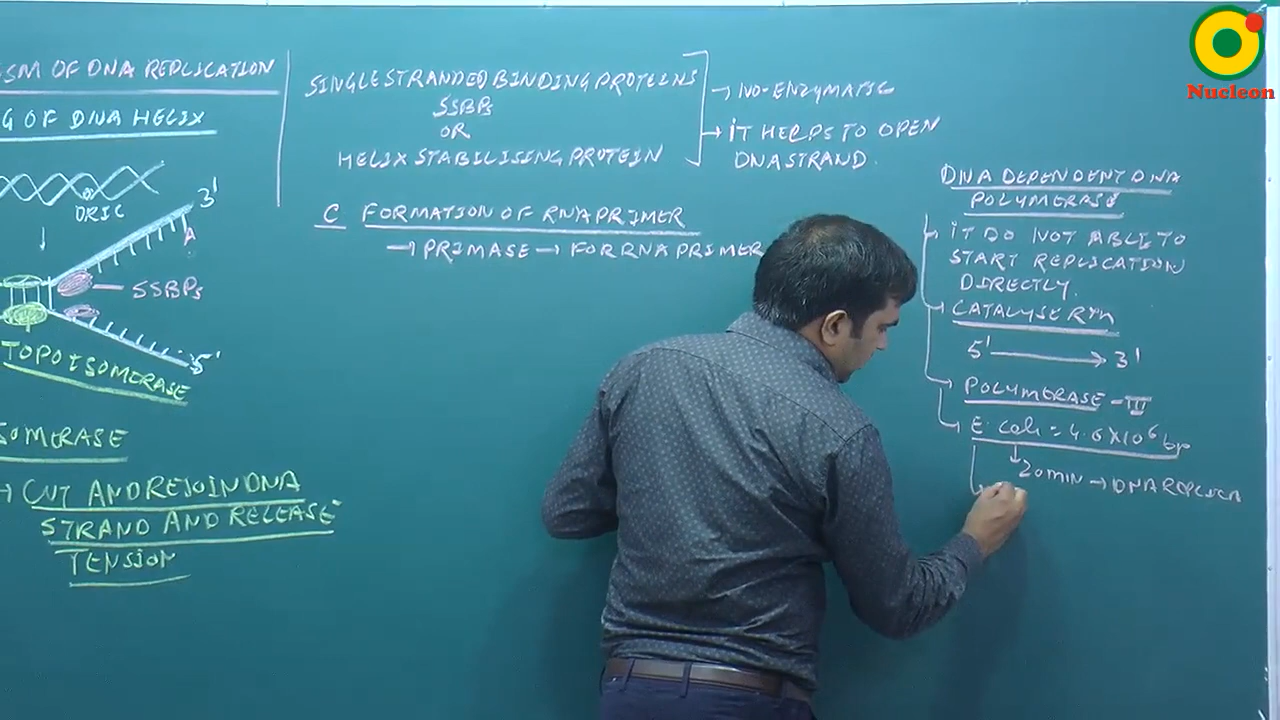 SM OF DNA REPLICATION
G OF DNA HELIX
ORIC
3'
A
SSBPs
5'
TOPOISOMERASE
SOMERASE
→ CUT AND REJOIN DNA
STRAND AND RELEASE
TENSION
SINGLE STRANDED BINDING PROTEINS
SSBPs
OR
HELIX STABILISING PROTEIN
→ NO-ENZYMATIC
→ IT HELPS TO OPEN
DNA STRAND.
C FORMATION OF RNA PRIMER
→ PRIMASE → FOR RNA PRIMER
DNA DEPENDENT DNA
POLYMERASE
IT DO NOT ABLE TO
START REPLICATION
DIRECTLY.
CATALYSE RXN
5' → 3'
POLYMERASE - III
E. coli = 4.6 X 10⁶ bp
20 MIN → DNA REPLICA
Nucleon